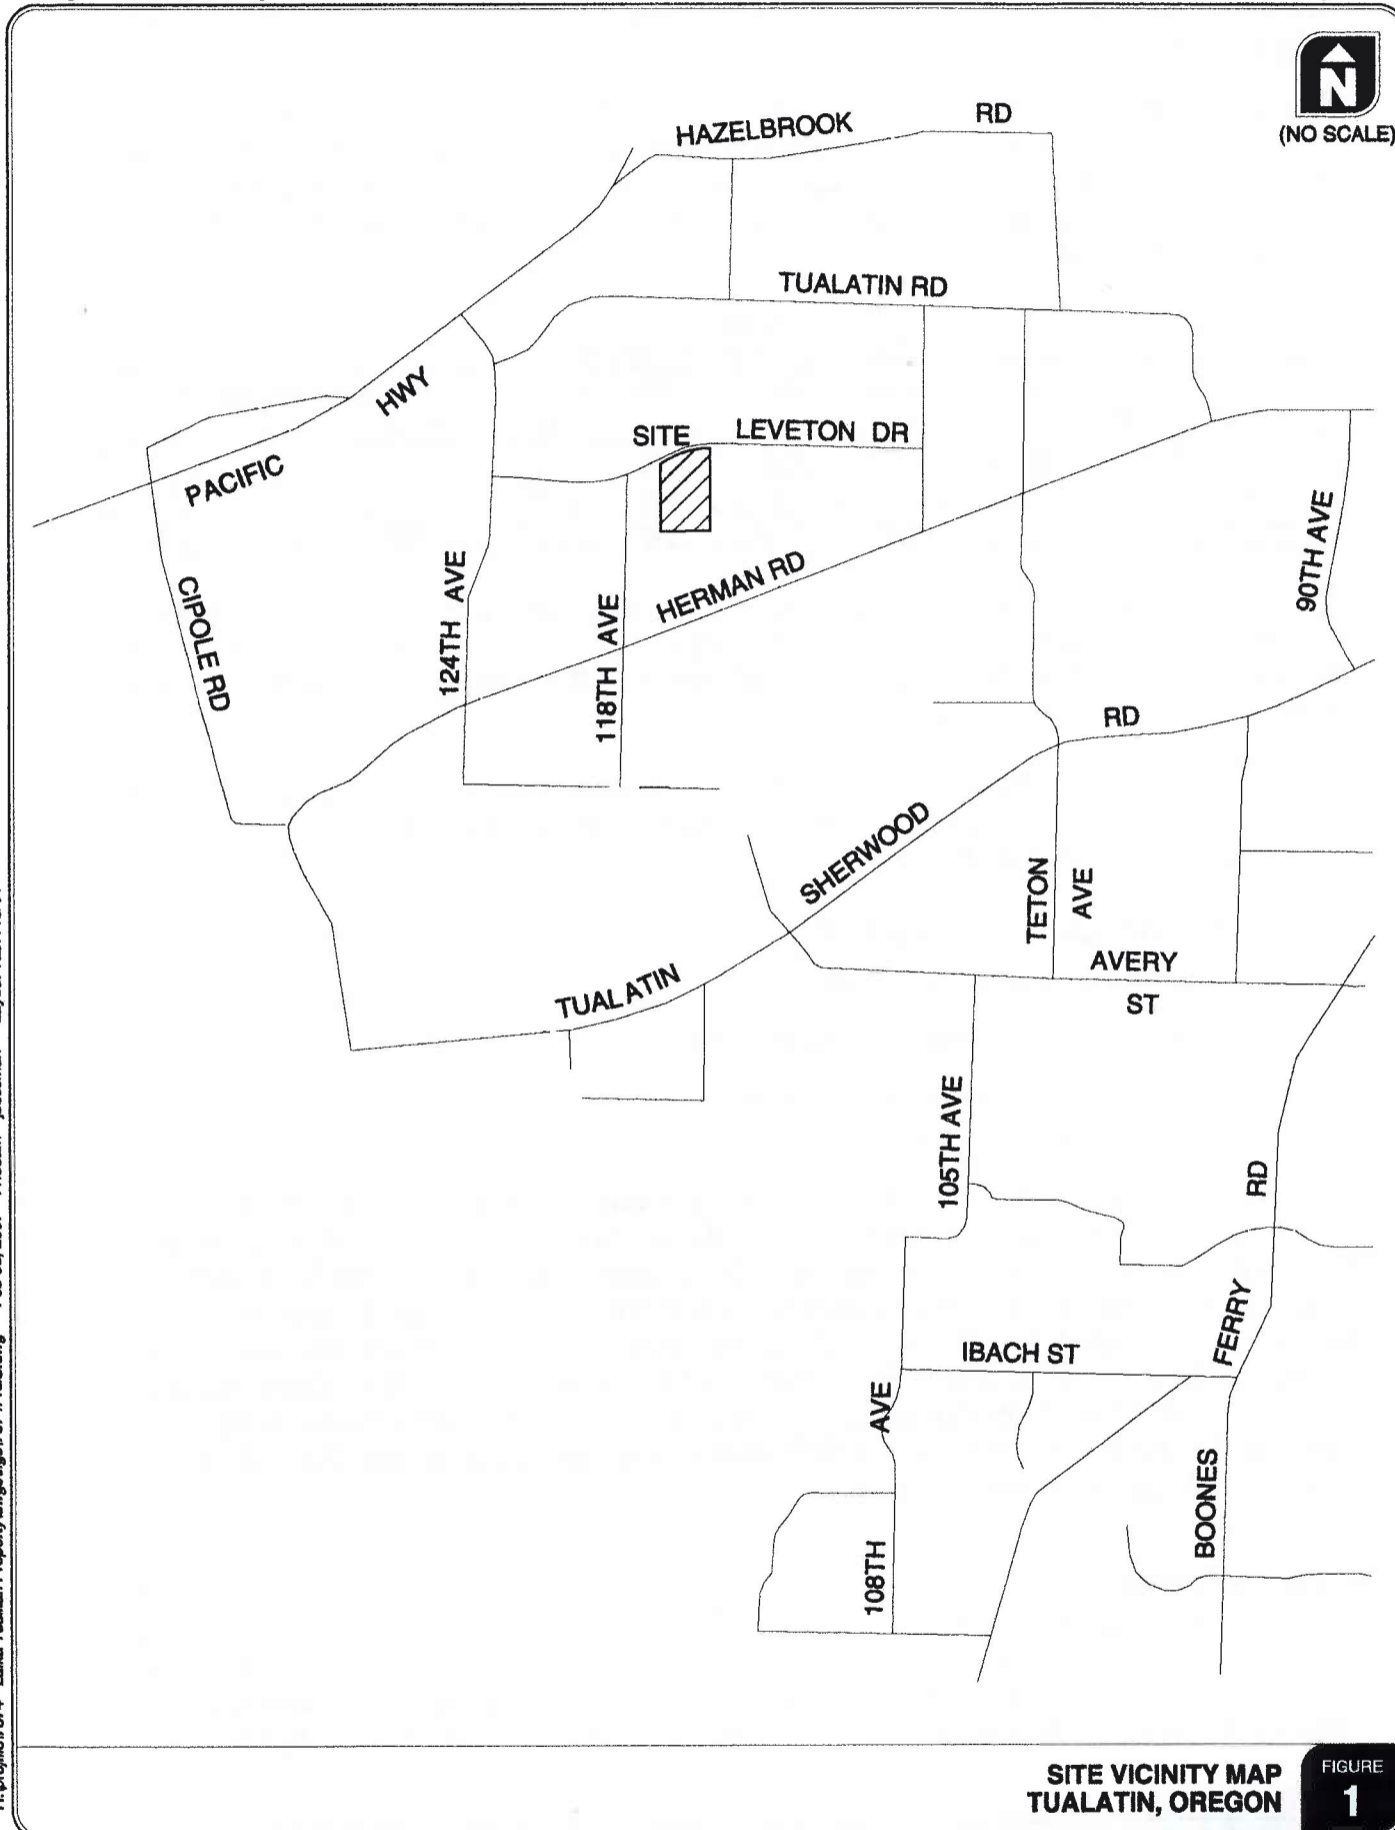 N
(NO SCALE)
HAZELBROOK RD
TUALATIN RD
HWY
PACIFIC
SITE
LEVETON DR
CIPOLE RD
124TH AVE
118TH AVE
HERMAN RD
90TH AVE
RD
SHERWOOD
TUALATIN
TETON
AVE
AVERY
ST
105TH AVE
RD
FERRY
IBACH ST
AVE
BOONES
108TH
SITE VICINITY MAP
TUALATIN, OREGON
FIGURE
1